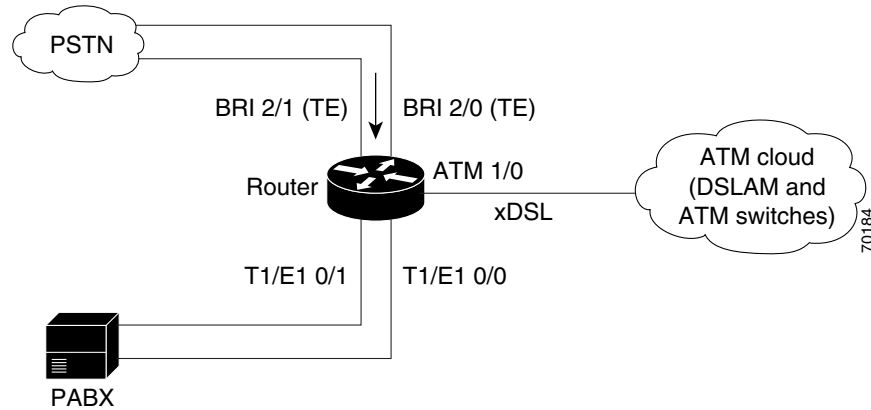 PSTN
BRI 2/1 (TE)
BRI 2/0 (TE)
Router
ATM 1/0
xDSL
ATM cloud
(DSLAM and
ATM switches)
70184
T1/E1 0/1
T1/E1 0/0
PABX